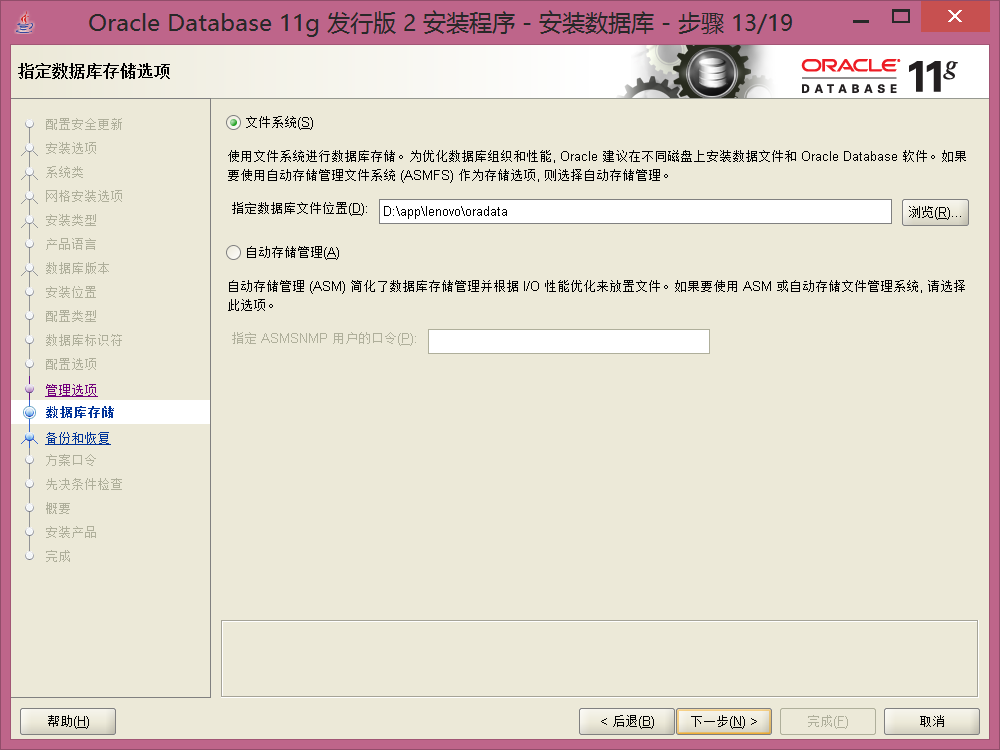 Oracle Database 11g 发行版 2 安装程序 - 安装数据库 - 步骤 13/19
指定数据库存储选项
ORACLE
DATABASE
11g
配置安全更新
安装选项
系统类
网格安装选项
安装类型
产品语言
数据库版本
安装位置
配置类型
数据库标识符
配置选项
管理选项
数据库存储
备份和恢复
方案口令
先决条件检查
概要
安装产品
完成
文件系统(S)
使用文件系统进行数据库存储。为优化数据库组织和性能, Oracle 建议在不同磁盘上安装数据文件和 Oracle Database 软件。如果
要使用自动存储管理文件系统 (ASMFS) 作为存储选项, 则选择自动存储管理。
指定数据库文件位置(D): D:\app\lenovo\oradata 浏览(R)...
自动存储管理(A)
自动存储管理 (ASM) 简化了数据库存储管理并根据 I/O 性能优化来放置文件。如果要使用 ASM 或自动存储文件管理系统, 请选择
此选项。
指定 ASMSNMP 用户的口令(P):
帮助(H) < 后退(B) 下一步(N) > 完成(F) 取消